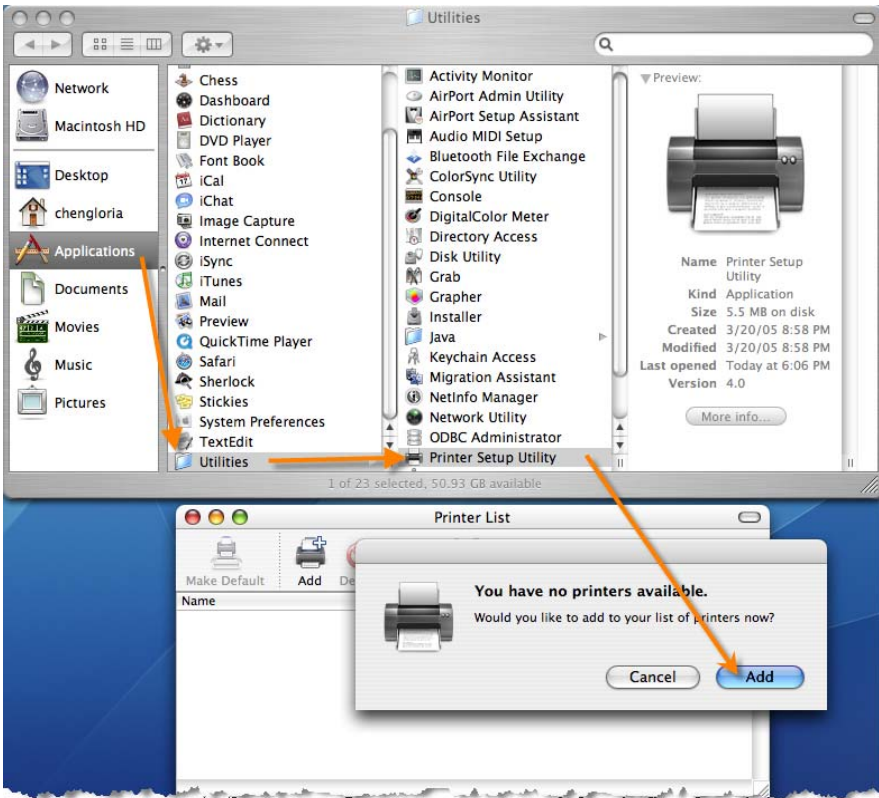 Utilities
Network
Macintosh HD
Desktop
chengloria
Applications
Documents
Movies
Music
Pictures
Chess
Dashboard
Dictionary
DVD Player
Font Book
iCal
iChat
Image Capture
Internet Connect
iSync
iTunes
Mail
Preview
QuickTime Player
Safari
Sherlock
Stickies
System Preferences
TextEdit
Utilities
Activity Monitor
AirPort Admin Utility
AirPort Setup Assistant
Audio MIDI Setup
Bluetooth File Exchange
ColorSync Utility
Console
DigitalColor Meter
Directory Access
Disk Utility
Grab
Grapher
Installer
Java
Keychain Access
Migration Assistant
NetInfo Manager
Network Utility
ODBC Administrator
Printer Setup Utility
Preview:
Name Printer Setup
Utility
Kind Application
Size 5.5 MB on disk
Created 3/20/05 8:58 PM
Modified 3/20/05 8:58 PM
Last opened Today at 6:06 PM
Version 4.0
More info...
1 of 23 selected, 50.93 GB available
Printer List
Make Default Add De
Name
You have no printers available.
Would you like to add to your list of printers now?
Cancel Add